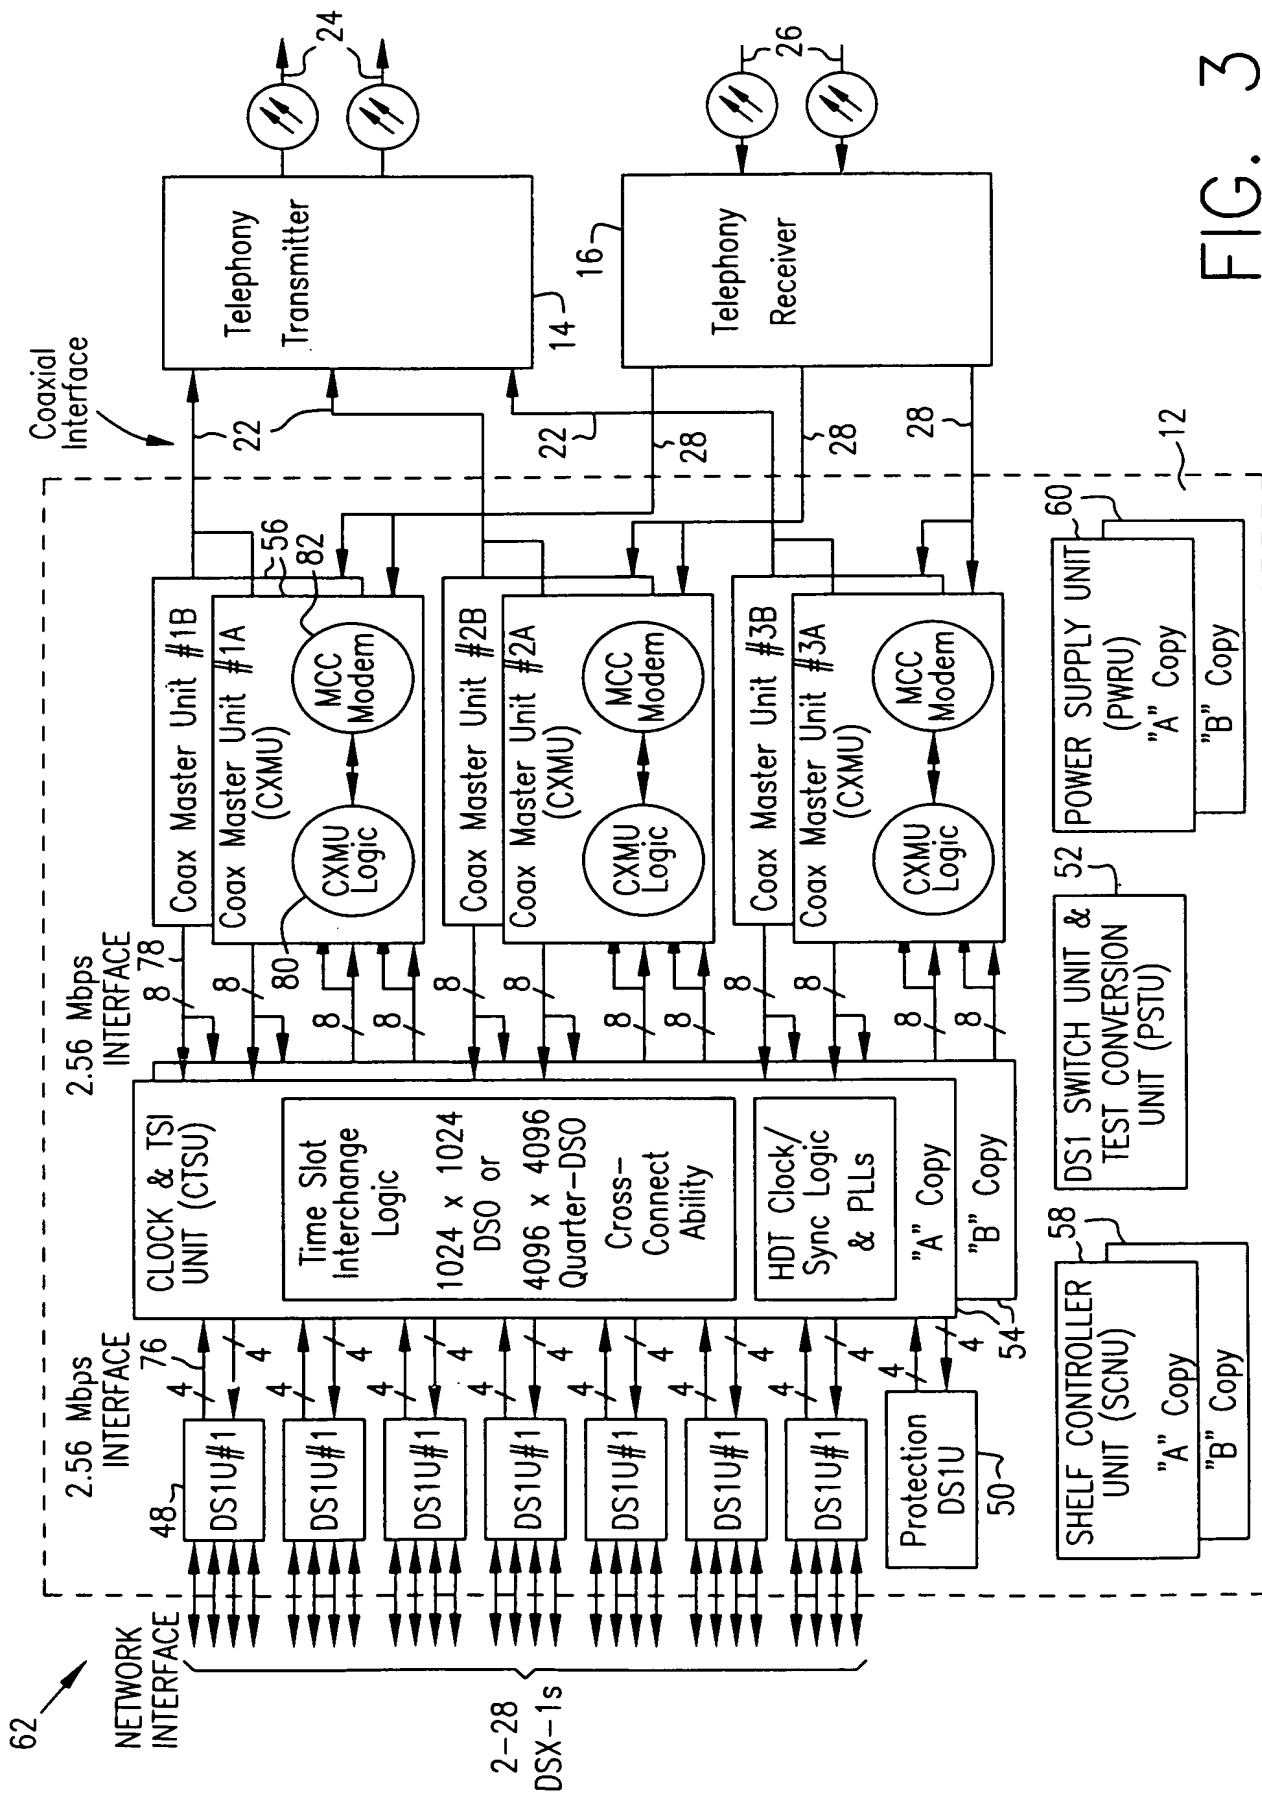 62
NETWORK
INTERFACE
2-28
DSX-1s
2.56 Mbps
INTERFACE
48
76
DS1U#1
4
4
DS1U#1
4
4
DS1U#1
4
4
DS1U#1
4
4
DS1U#1
4
4
DS1U#1
4
4
DS1U#1
4
4
Protection
DS1U
50
4
4
CLOCK & TSI
UNIT (CTSU)
Time Slot
Interchange
Logic
1024 x 1024
DSO or
4096 x 4096
Quarter-DSO
Cross-
Connect
Ability
HDT Clock/
Sync Logic
& PLLs
"A" Copy
"B" Copy
54
2.56 Mbps
INTERFACE
78
8
8
8
8
8
8
8
8
8
8
8
8
Coax Master Unit #1B
Coax Master Unit #1A
(CXMU)
CXMU
Logic
MCC
Modem
80
56
82
Coax Master Unit #2B
Coax Master Unit #2A
(CXMU)
CXMU
Logic
MCC
Modem
Coax Master Unit #3B
Coax Master Unit #3A
(CXMU)
CXMU
Logic
MCC
Modem
Coaxial
Interface
22
22
28
28
28
Telephony
Transmitter
14
24
Telephony
Receiver
16
26
SHELF CONTROLLER
UNIT (SCNU)
"A" Copy
"B" Copy
58
DS1 SWITCH UNIT &
TEST CONVERSION
UNIT (PSTU)
52
POWER SUPPLY UNIT
(PWRU)
"A" Copy
"B" Copy
60
12
FIG. 3